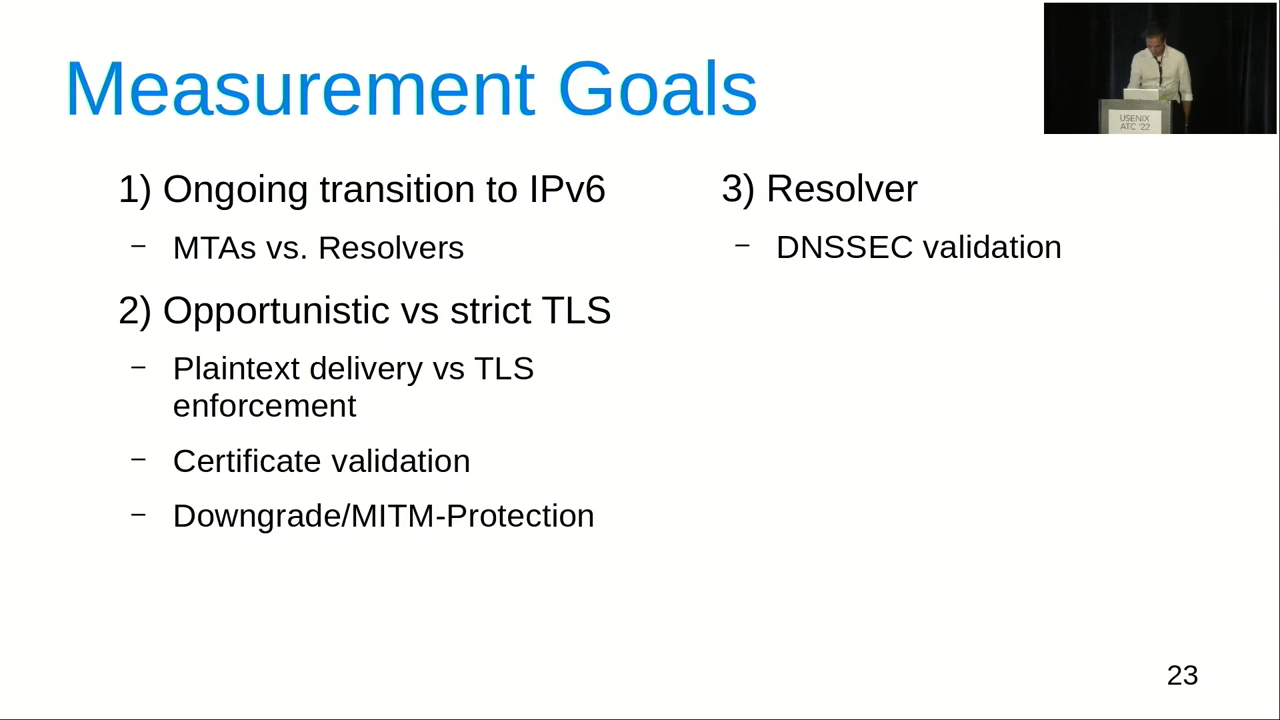 Measurement Goals
1) Ongoing transition to IPv6
– MTAs vs. Resolvers
2) Opportunistic vs strict TLS
– Plaintext delivery vs TLS
enforcement
– Certificate validation
– Downgrade/MITM-Protection
3) Resolver
– DNSSEC validation
USENIX
ATC '22
23